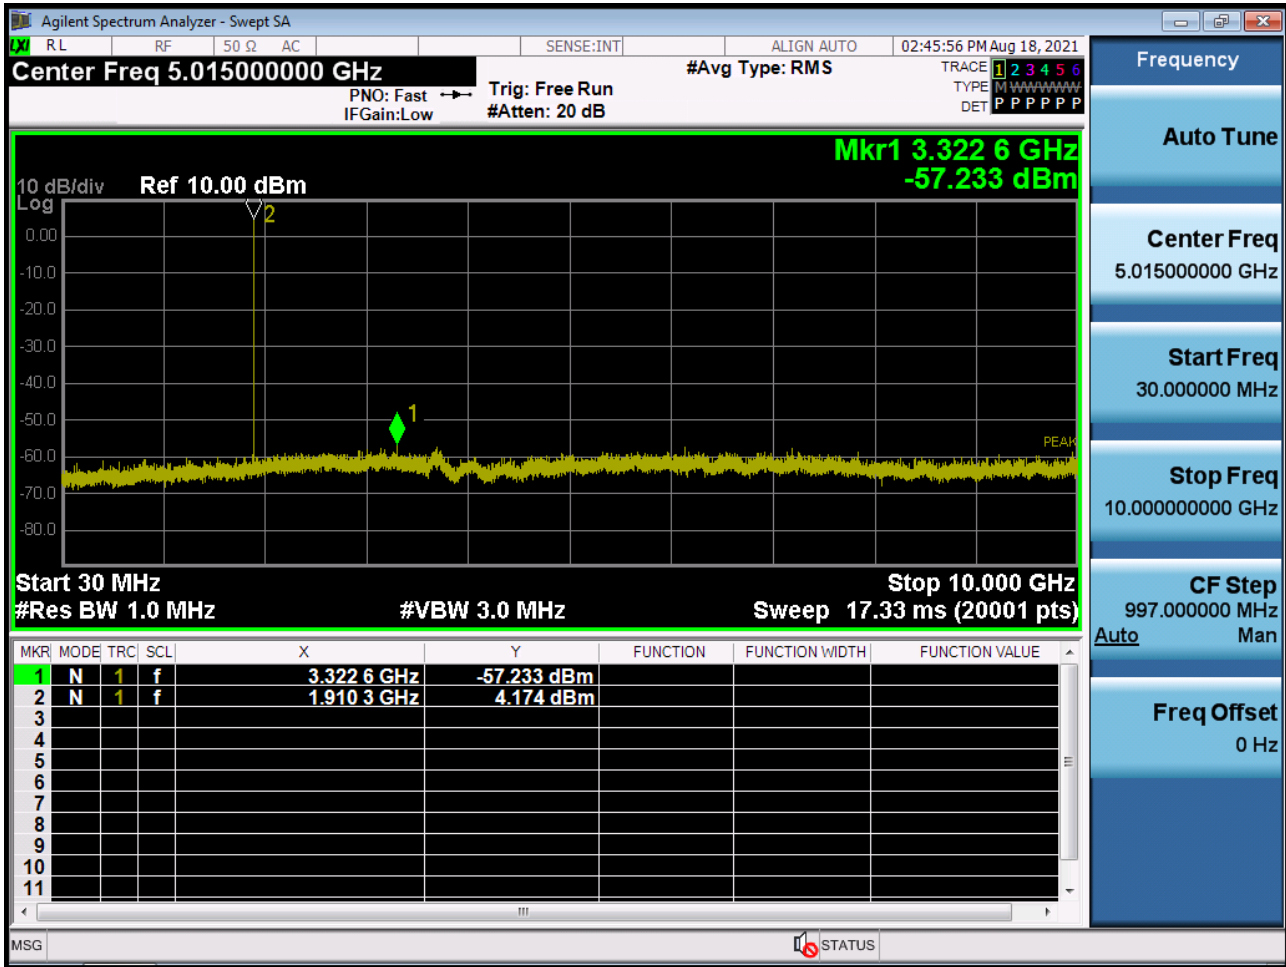 Agilent Spectrum Analyzer - Swept SA
LXI RL RF 50 Ω AC SENSE:INT ALIGN AUTO 02:45:56 PM Aug 18, 2021
Center Freq 5.015000000 GHz
PNO: Fast
IFGain:Low
Trig: Free Run
#Atten: 20 dB
#Avg Type: RMS
TRACE 1 2 3 4 5 6
TYPE M W W W W W
DET P P P P P P
Mkr1 3.322 6 GHz
-57.233 dBm
10 dB/div Ref 10.00 dBm
Log
2
0.00
-10.0
-20.0
-30.0
-40.0
-50.0
1
PEAK
-60.0
-70.0
-80.0
Start 30 MHz Stop 10.000 GHz
#Res BW 1.0 MHz #VBW 3.0 MHz Sweep 17.33 ms (20001 pts)
MKR MODE TRC SCL X Y FUNCTION FUNCTION WIDTH FUNCTION VALUE
1 N 1 f 3.322 6 GHz -57.233 dBm
2 N 1 f 1.910 3 GHz 4.174 dBm
3
4
5
6
7
8
9
10
11
MSG STATUS
Frequency
Auto Tune
Center Freq
5.015000000 GHz
Start Freq
30.000000 MHz
Stop Freq
10.000000000 GHz
CF Step
997.000000 MHz
Auto Man
Freq Offset
0 Hz